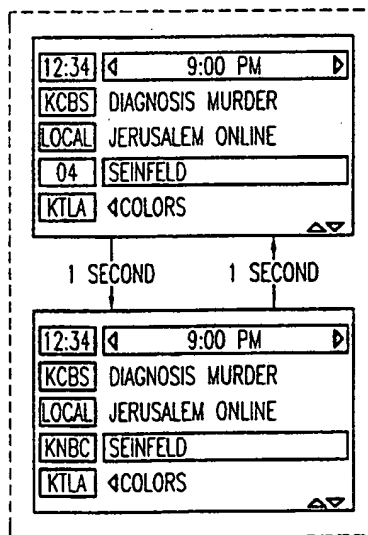 12:34 9:00 PM
KCBS DIAGNOSIS MURDER
LOCAL JERUSALEM ONLINE
04 SEINFELD
KTLA COLORS
1 SECOND 1 SECOND
12:34 9:00 PM
KCBS DIAGNOSIS MURDER
LOCAL JERUSALEM ONLINE
KNBC SEINFELD
KTLA COLORS